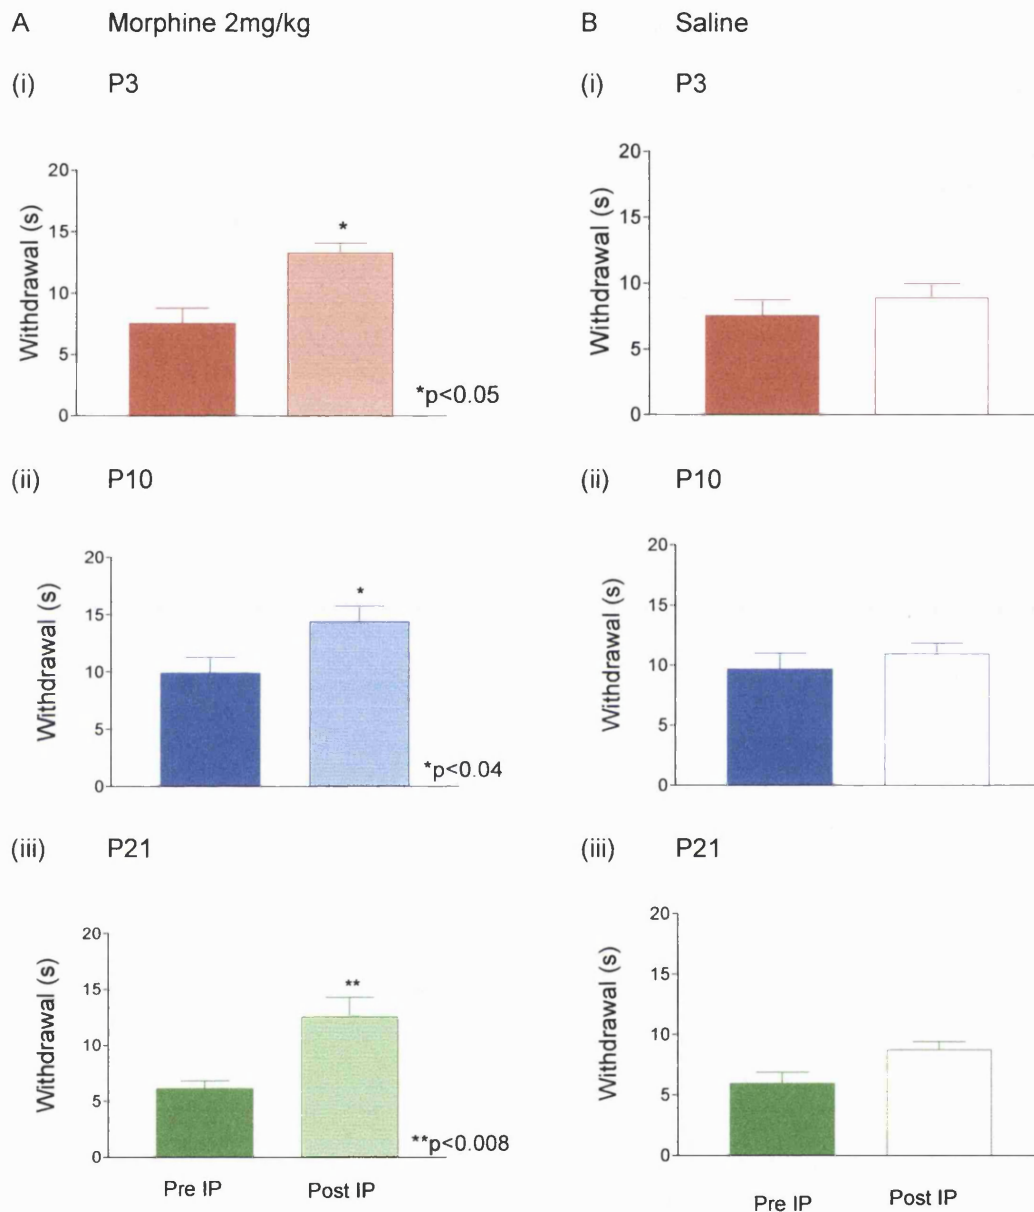 A Morphine 2mg/kg
(i) P3
Withdrawal (s)
20
15
10
5
0
*
*p<0.05
(ii) P10
Withdrawal (s)
20
15
10
5
0
*
*p<0.04
(iii) P21
Withdrawal (s)
20
15
10
5
0
**
**p<0.008
Pre IP Post IP
B Saline
(i) P3
Withdrawal (s)
20
15
10
5
0
(ii) P10
Withdrawal (s)
20
15
10
5
0
(iii) P21
Withdrawal (s)
20
15
10
5
0
Pre IP Post IP